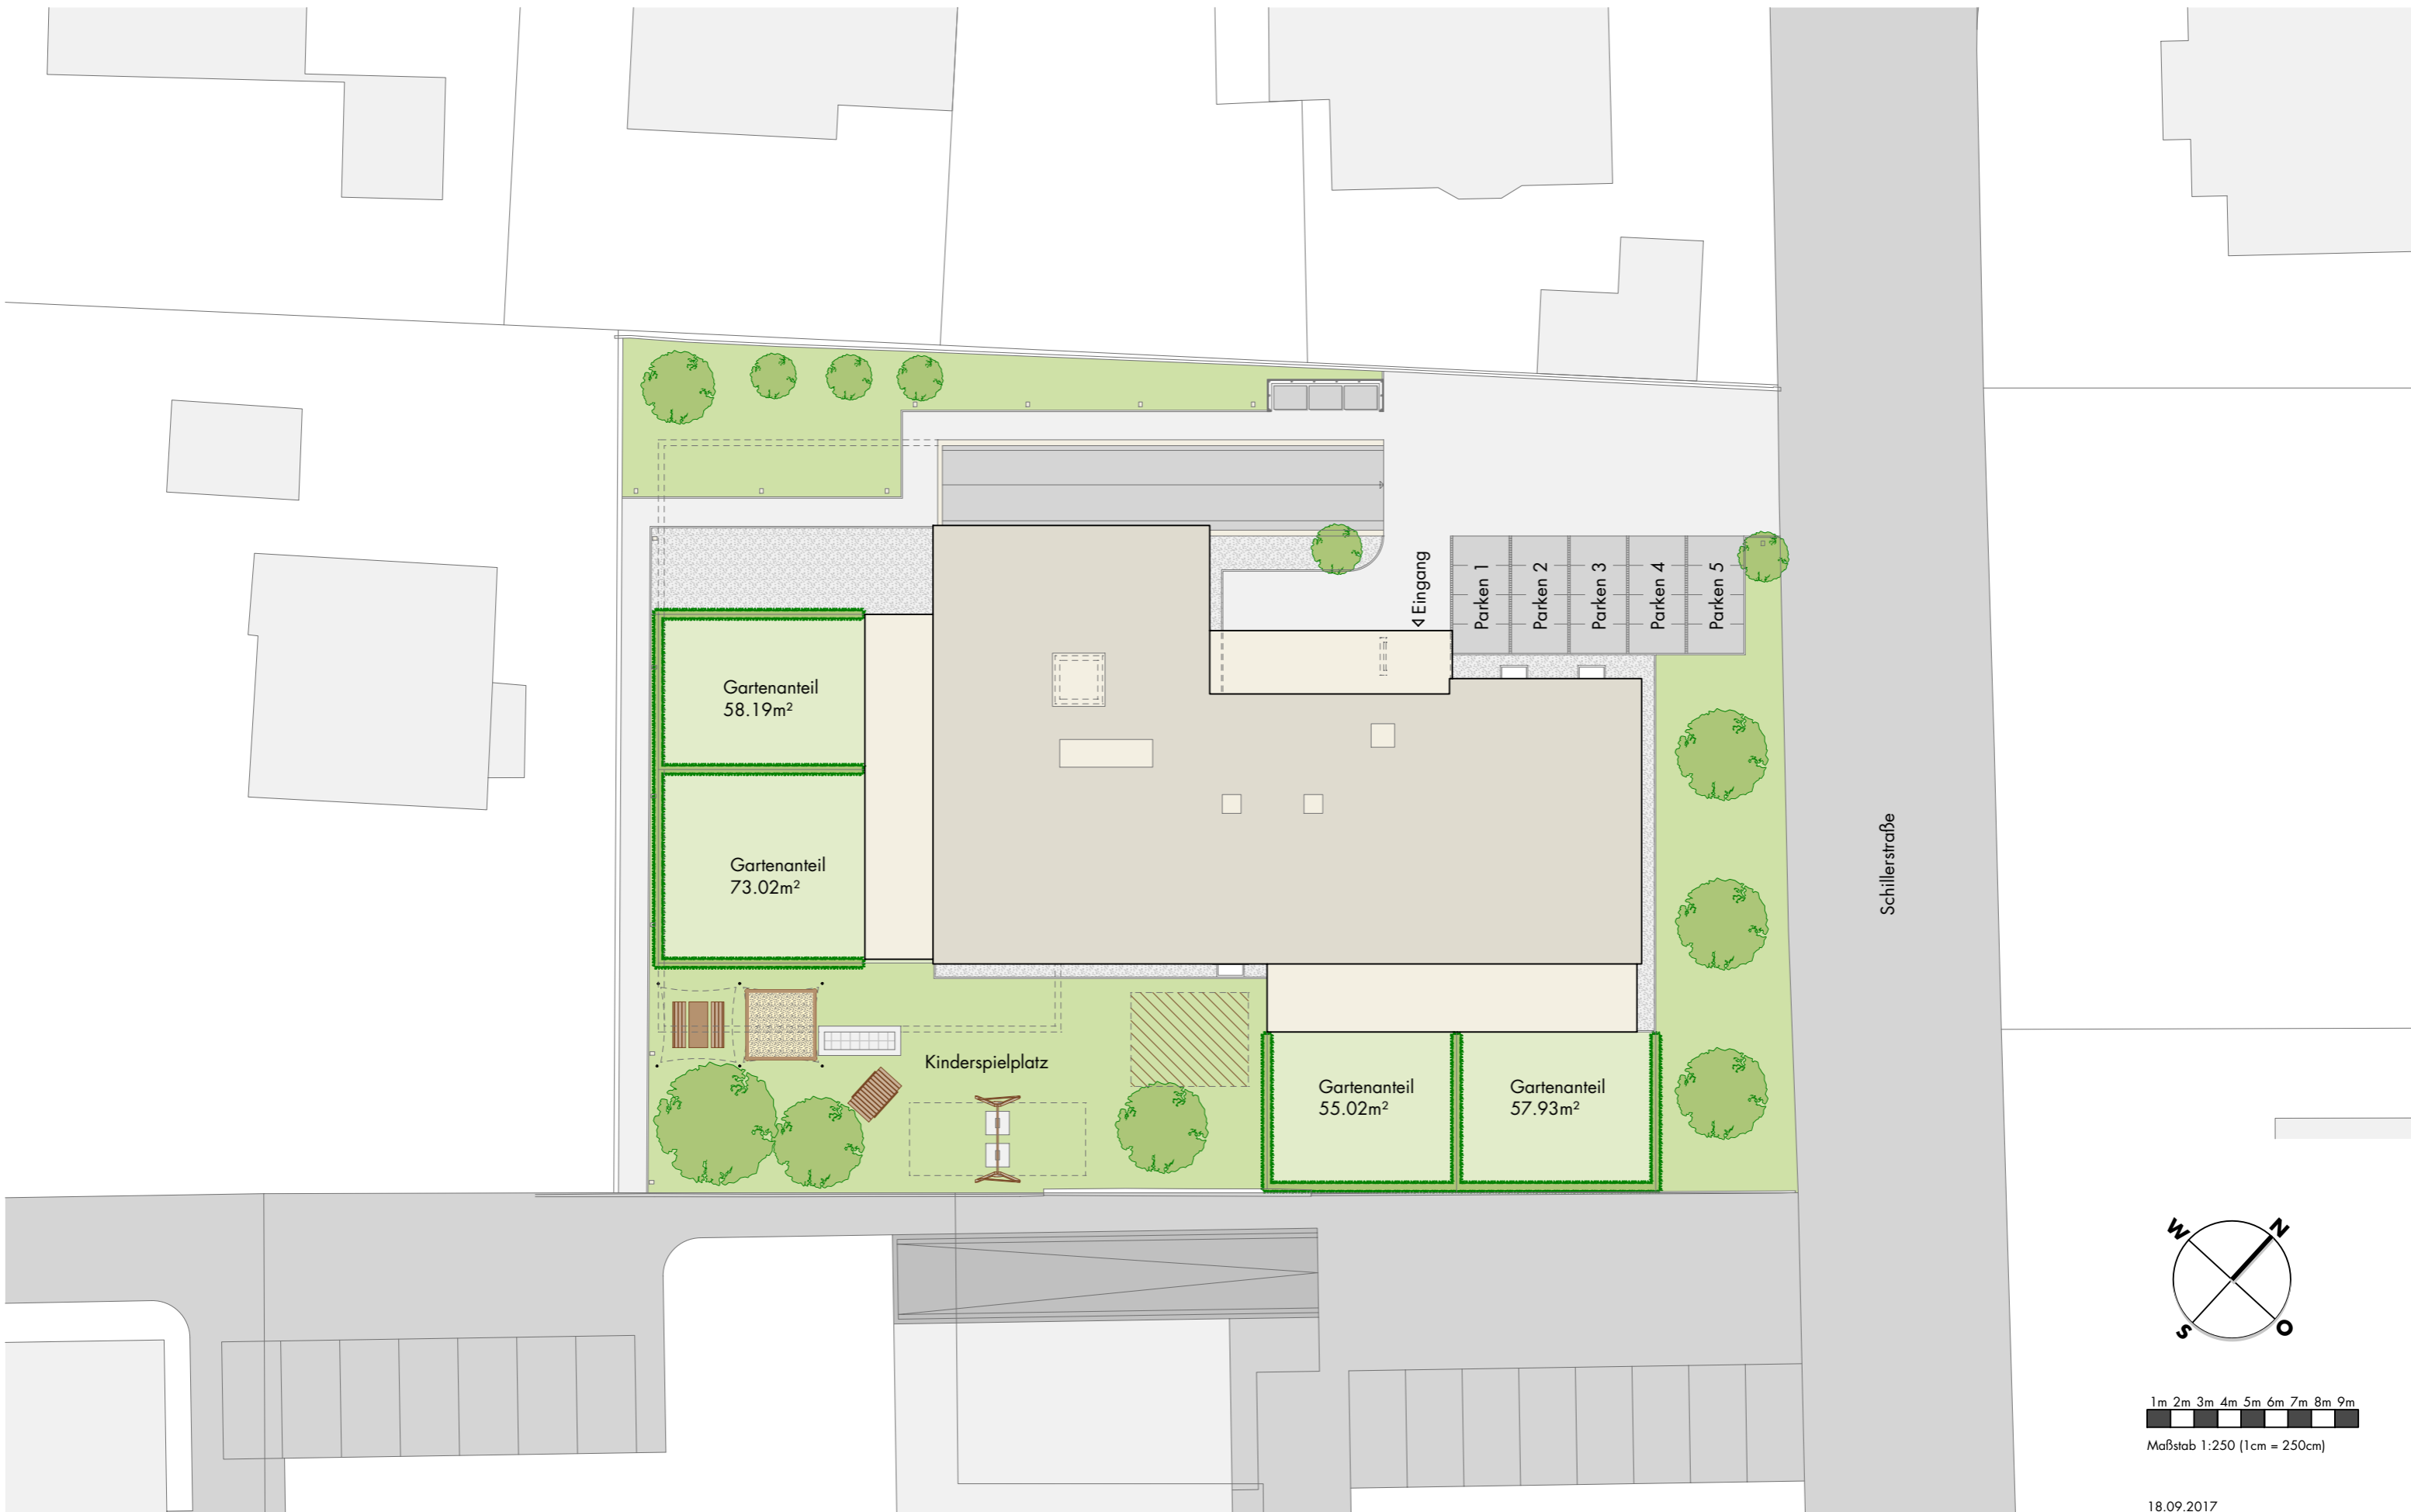 Eingang
Parken 1
Parken 2
Parken 3
Parken 4
Parken 5
Gartenanteil
58.19m²
Gartenanteil
73.02m²
Schillerstraße
Kinderspielplatz
Gartenanteil
55.02m²
Gartenanteil
57.93m²
W
N
S
O
1m 2m 3m 4m 5m 6m 7m 8m 9m
Maßstab 1:250 (1cm = 250cm)
18.09.2017